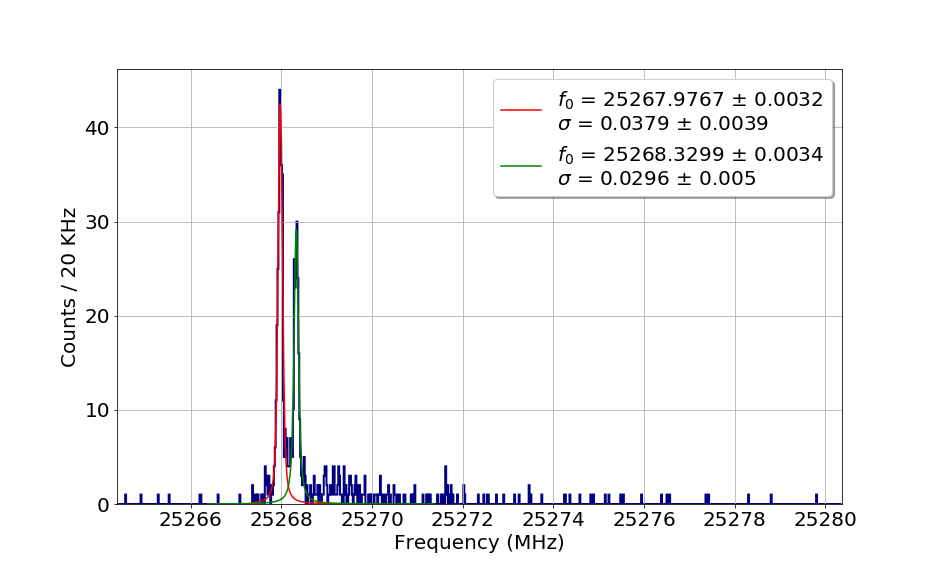 f₀ = 25267.9767 ± 0.0032
σ = 0.0379 ± 0.0039
f₀ = 25268.3299 ± 0.0034
σ = 0.0296 ± 0.005
Counts / 20 KHz
40
30
20
10
0
25266 25268 25270 25272 25274 25276 25278 25280
Frequency (MHz)